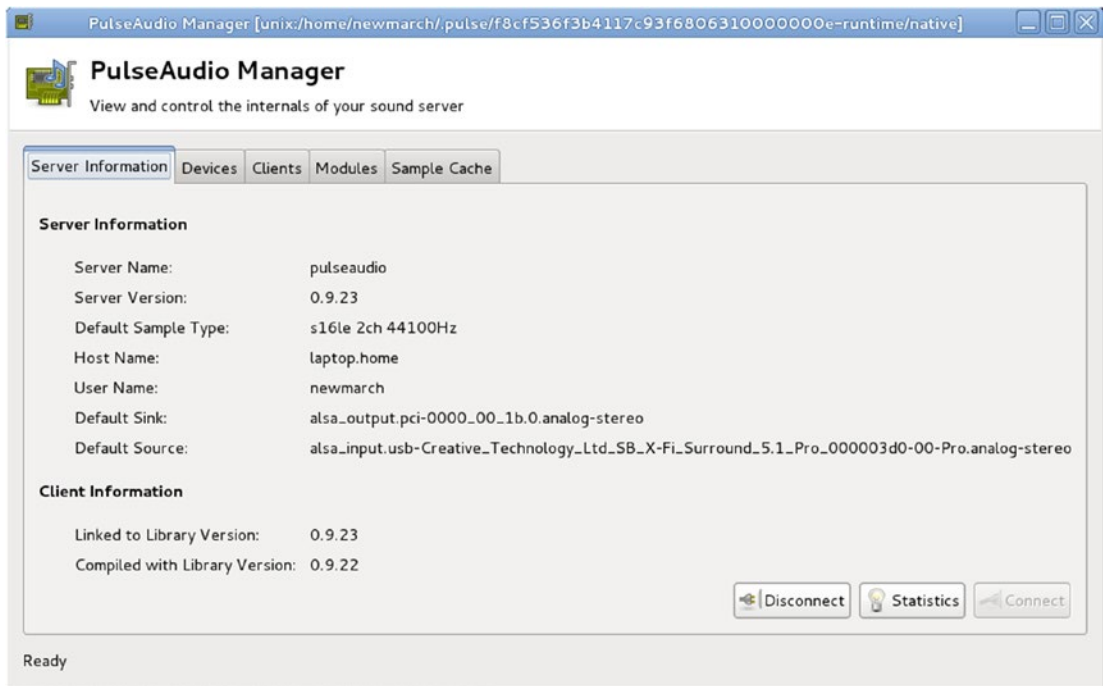 PulseAudio Manager [unix:/home/newmarch/.pulse/f8cf536f3b4117c93f6806310000000e-runtime/native]
PulseAudio Manager
View and control the internals of your sound server
Server Information Devices Clients Modules Sample Cache
Server Information
Server Name: pulseaudio
Server Version: 0.9.23
Default Sample Type: s16le 2ch 44100Hz
Host Name: laptop.home
User Name: newmarch
Default Sink: alsa_output.pci-0000_00_1b.0.analog-stereo
Default Source: alsa_input.usb-Creative_Technology_Ltd_SB_X-Fi_Surround_5.1_Pro_000003d0-00-Pro.analog-stereo
Client Information
Linked to Library Version: 0.9.23
Compiled with Library Version: 0.9.22
Disconnect Statistics Connect
Ready